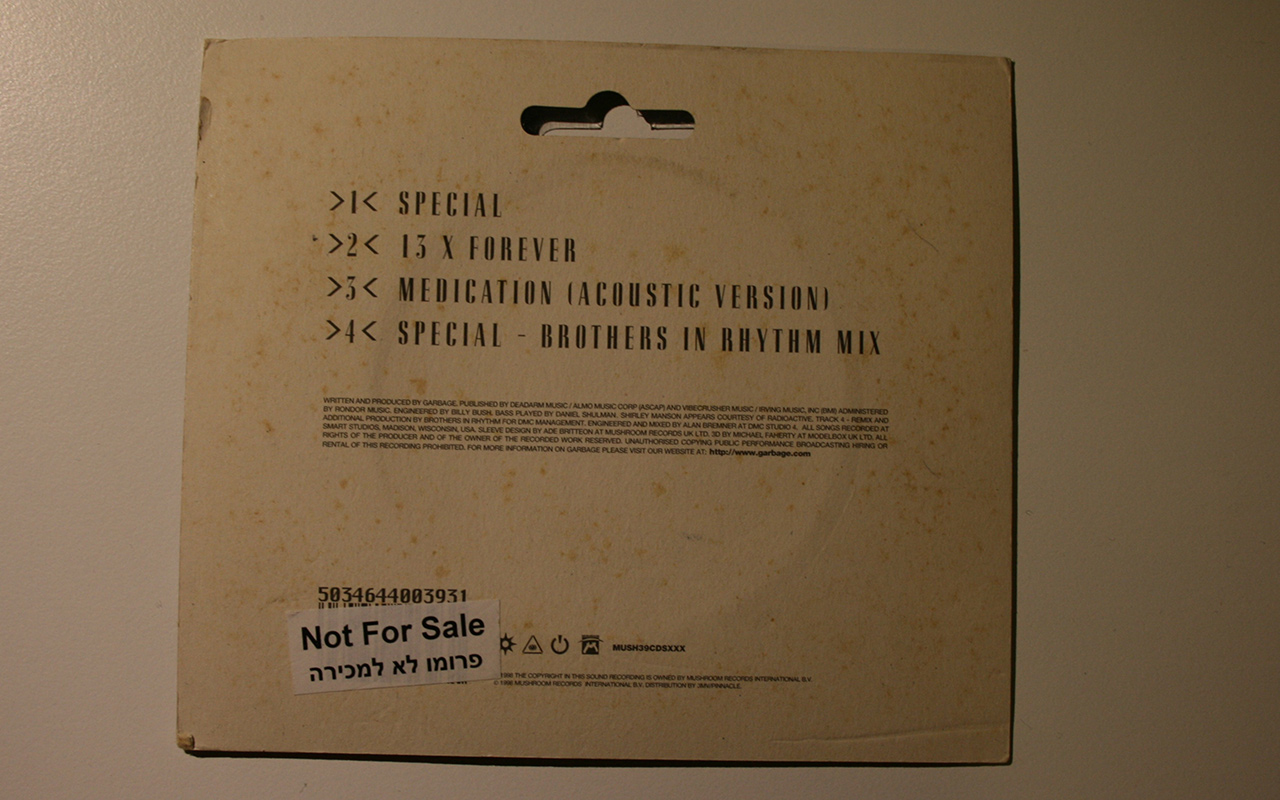 >1< SPECIAL
>2< 13 X FOREVER
>3< MEDICATION (ACOUSTIC VERSION)
>4< SPECIAL - BROTHERS IN RHYTHM MIX
WRITTEN AND PRODUCED BY GARBAGE, PUBLISHED BY DEADARM MUSIC / ALMO MUSIC CORP (ASCAP) AND VIBECRUSHER MUSIC / IRVING MUSIC, INC (BMI) ADMINISTERED
BY RONDOR MUSIC. ENGINEERED BY BILLY BUSH, BASS PLAYED BY DANIEL SHULMAN. SHIRLEY MANSON APPEARS COURTESY OF RADIOACTIVE. TRACK 4 - REMIX AND
ADDITIONAL PRODUCTION BY BROTHERS IN RHYTHM FOR DMC MANAGEMENT. ENGINEERED AND MIXED BY ALAN BREMNER AT DMC STUDIO 4. ALL SONGS RECORDED AT
SMART STUDIOS, MADISON, WISCONSIN, USA. SLEEVE DESIGN BY ADE BRITTEON AT MUSHROOM RECORDS UK LTD. 3D BY MICHAEL FAHERTY AT MODELBOX UK LTD. ALL
RIGHTS OF THE PRODUCER AND OF THE OWNER OF THE RECORDED WORK RESERVED. UNAUTHORISED COPYING PUBLIC PERFORMANCE BROADCASTING HIRING OR
RENTAL OF THIS RECORDING PROHIBITED. FOR MORE INFORMATION ON GARBAGE PLEASE VISIT OUR WEBSITE AT: http://www.garbage.com
5034644003931
Not For Sale
פרומו לא למכירה
MUSH39CDSXXX
1998 THE COPYRIGHT IN THIS SOUND RECORDING IS OWNED BY MUSHROOM RECORDS INTERNATIONAL B.V.
© 1998 MUSHROOM RECORDS INTERNATIONAL B.V. DISTRIBUTION BY 3MV/PINNACLE.